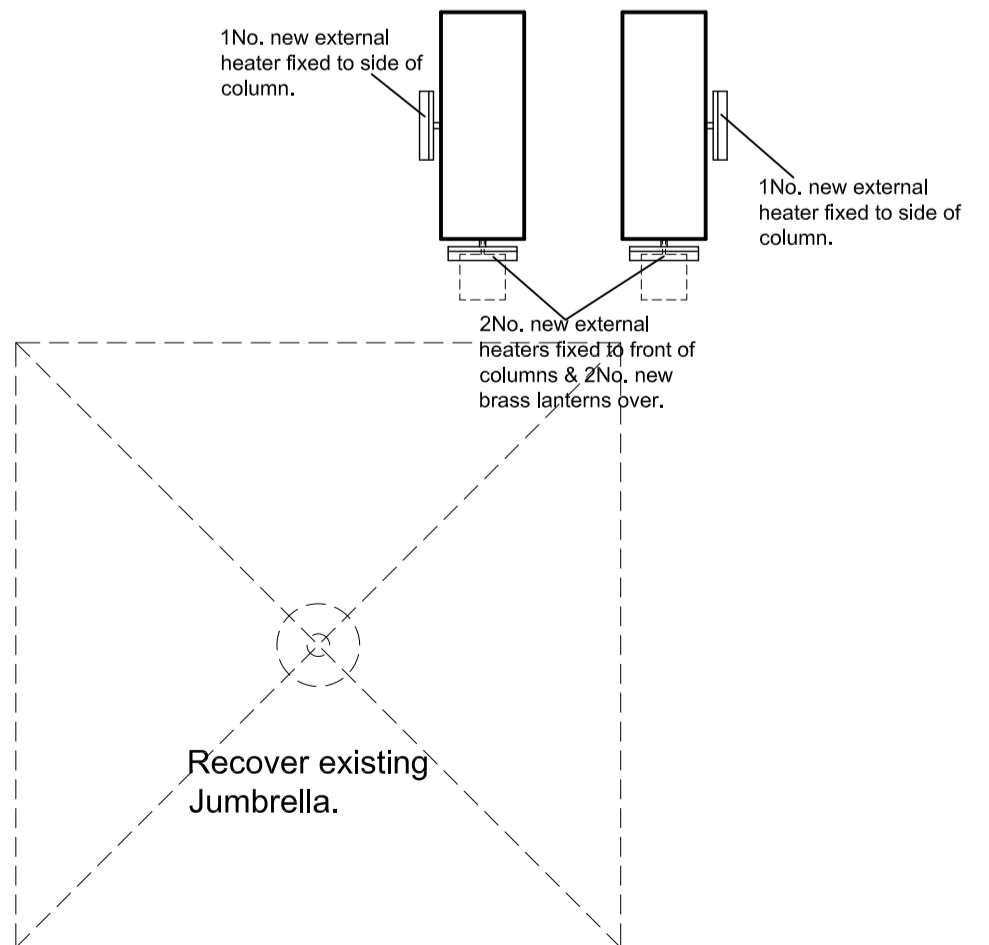 1No. new external
heater fixed to side of
column.
1No. new external
heater fixed to side of
column.
2No. new external
heaters fixed to front of
columns & 2No. new
brass lanterns over.
Recover existing
Jumbrella.